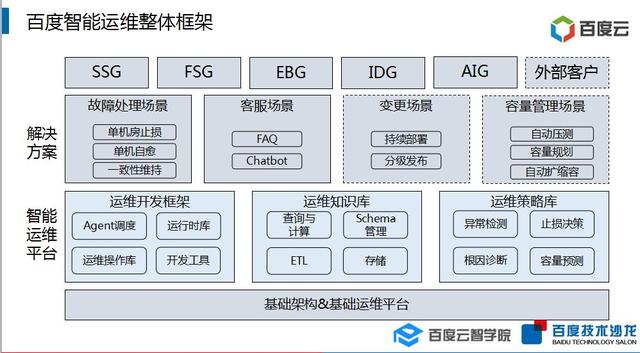 百度智能运维整体框架
百度云
SSG
FSG
EBG
IDG
AIG
外部客户
解决
方案
故障处理场景
单机房止损
单机自愈
一致性维持
客服场景
FAQ
Chatbot
变更场景
持续部署
分级发布
容量管理场景
自动压测
容量规划
自动扩缩容
智能
运维
平台
运维开发框架
Agent调度
运行时库
运维操作库
开发工具
运维知识库
查询与
计算
Schema
管理
ETL
存储
运维策略库
异常检测
止损决策
根因诊断
容量预测
基础架构&基础运维平台
百度云智学院
百度技术沙龙
BAIDU TECHNOLOGY SALON